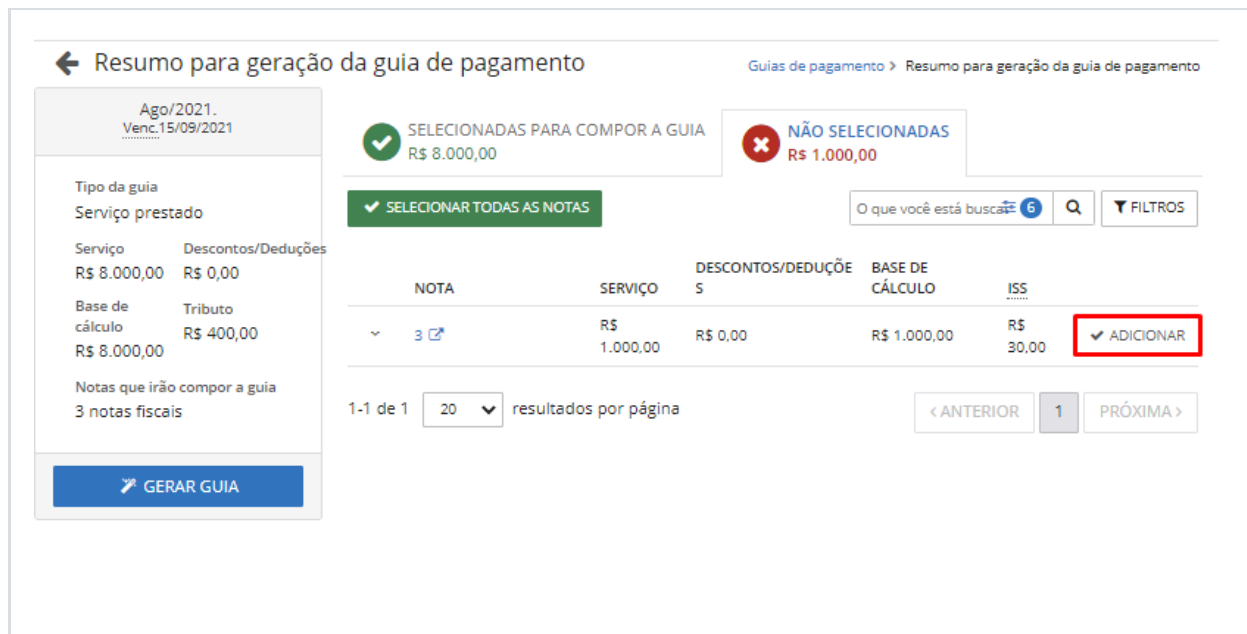 Resumo para geração da guia de pagamento
Guias de pagamento > Resumo para geração da guia de pagamento
Ago/2021.
Venc.15/09/2021
Tipo da guia
Serviço prestado
Serviço
Descontos/Deduções
R$ 8.000,00
R$ 0,00
Base de
cálculo
R$ 8.000,00
Tributo
R$ 400,00
Notas que irão compor a guia
3 notas fiscais
GERAR GUIA
SELECIONADAS PARA COMPOR A GUIA
R$ 8.000,00
NÃO SELECIONADAS
R$ 1.000,00
SELECIONAR TODAS AS NOTAS
O que você está busca
6
FILTROS
NOTA
SERVIÇO
DESCONTOS/DEDUÇÕE
S
BASE DE
CÁLCULO
ISS
3
R$
1.000,00
R$ 0,00
R$ 1.000,00
R$
30,00
ADICIONAR
1-1 de 1
20
resultados por página
< ANTERIOR
1
PRÓXIMA >